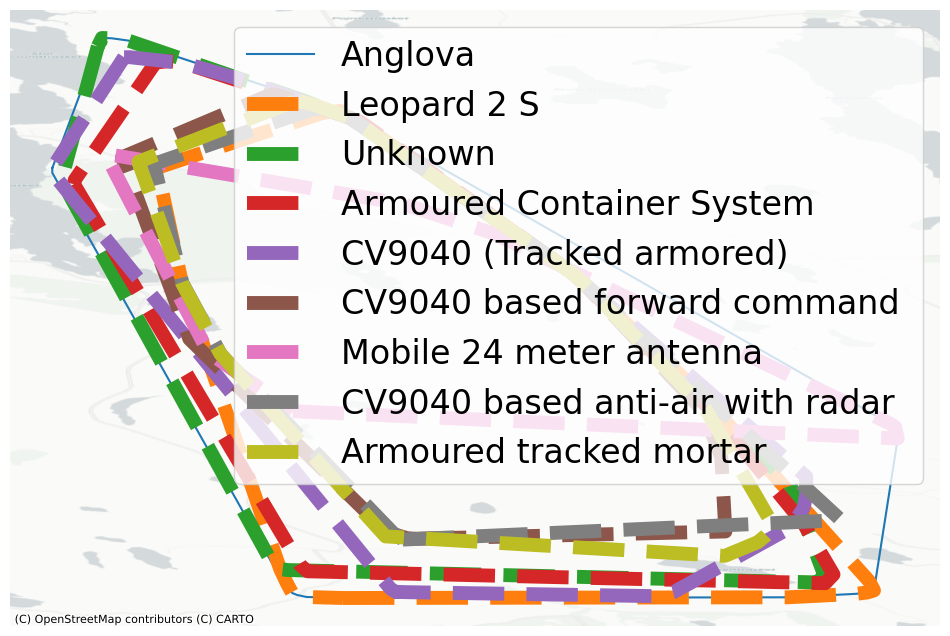 Anglova
Leopard 2 S
Unknown
Armoured Container System
CV9040 (Tracked armored)
CV9040 based forward command
Mobile 24 meter antenna
CV9040 based anti-air with radar
Armoured tracked mortar
(C) OpenStreetMap contributors (C) CARTO